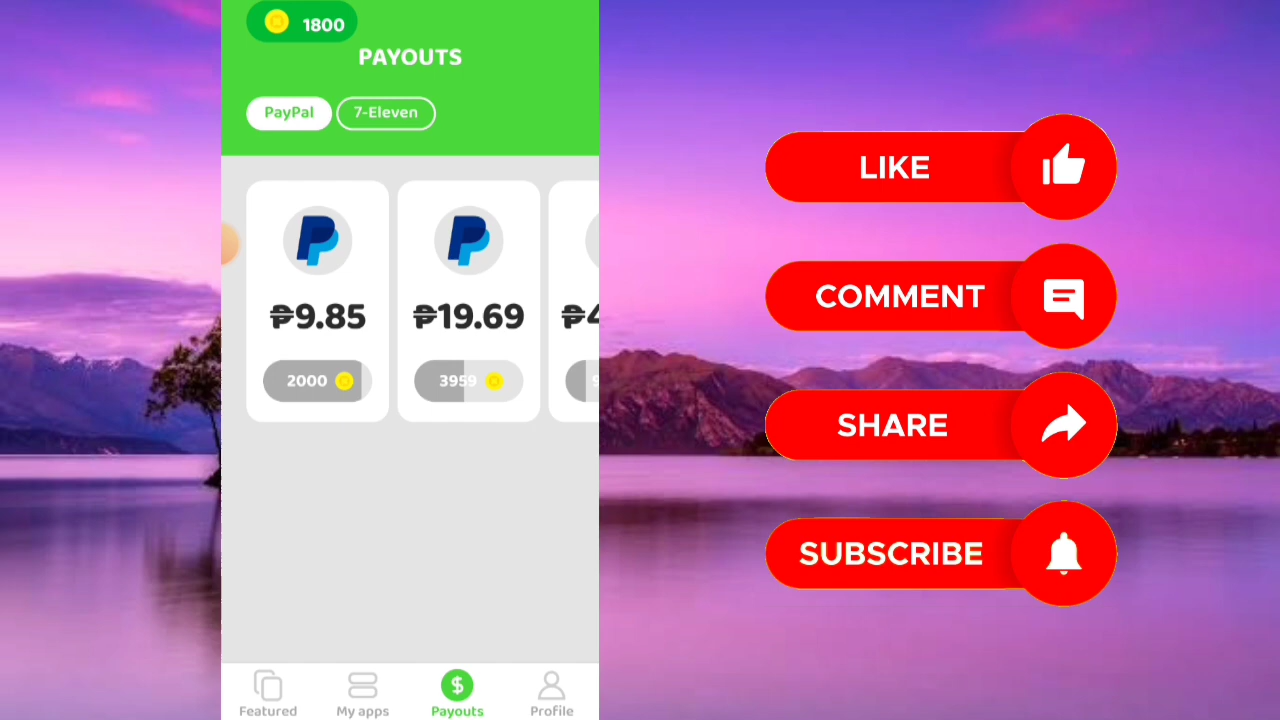 1800
PAYOUTS
PayPal
7-Eleven
₱9.85
₱19.69
2000
3959
Featured
My apps
Payouts
Profile
LIKE
COMMENT
SHARE
SUBSCRIBE